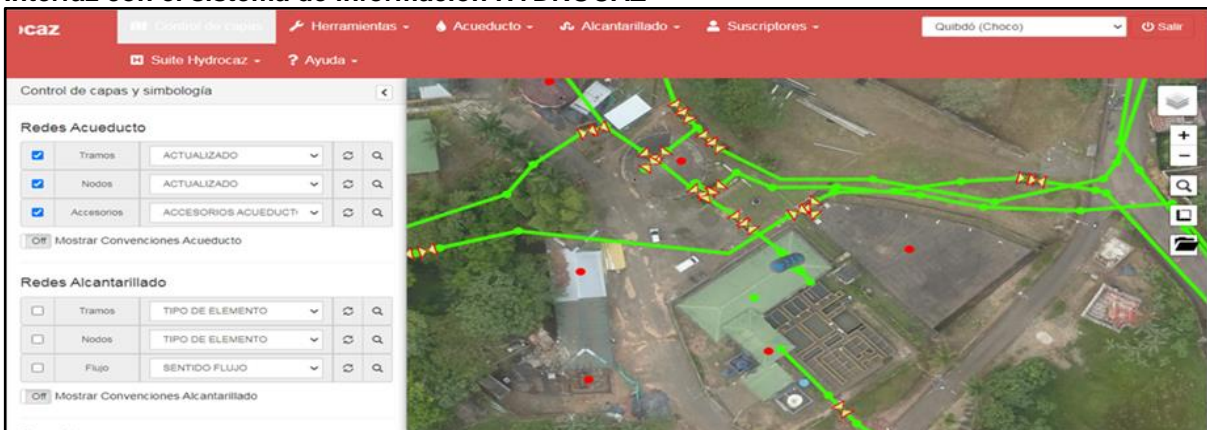 Interfaz con el sistema de información HYDROCAZ
ocaz Control de capas Herramientas Acueducto Alcantarillado Suscriptores Quibdó (Choco) Salir
Suite Hydrocaz ? Ayuda
Control de capas y simbología <
Redes Acueducto
Tramos ACTUALIZADO
Nodos ACTUALIZADO
Accesorios ACCESORIOS ACUEDUCT
Off Mostrar Convenciones Acueducto
Redes Alcantarillado
Tramos TIPO DE ELEMENTO
Nodos TIPO DE ELEMENTO
Flujo SENTIDO FLUJO
Off Mostrar Convenciones Alcantarillado
+
−